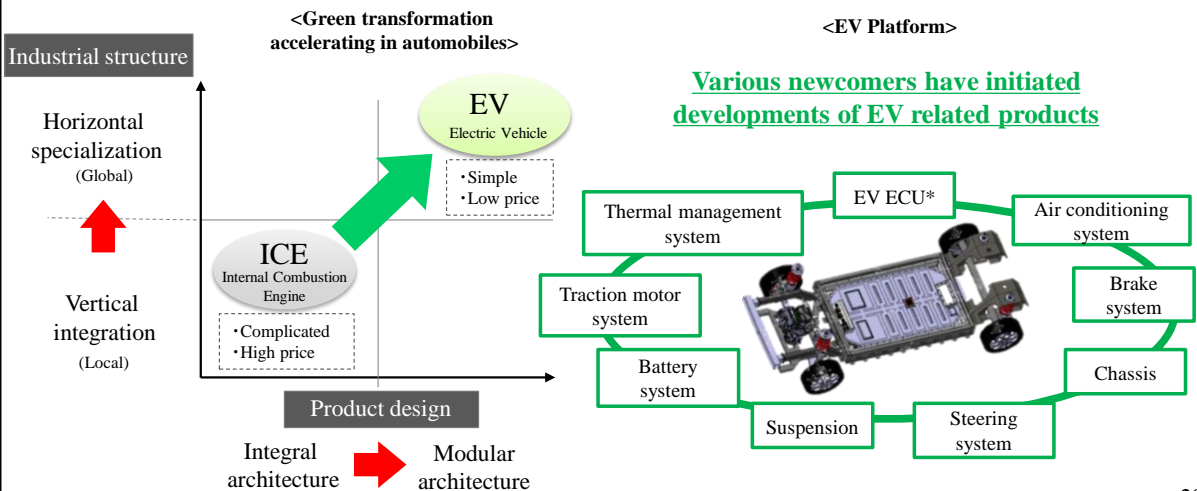 <Green transformation
accelerating in automobiles>
Industrial structure
Horizontal
specialization
(Global)
Vertical
integration
(Local)
EV
Electric Vehicle
・Simple
・Low price
ICE
Internal Combustion
Engine
・Complicated
・High price
Product design
Integral
architecture
Modular
architecture
<EV Platform>
Various newcomers have initiated
developments of EV related products
EV ECU*
Thermal management
system
Air conditioning
system
Traction motor
system
Brake
system
Battery
system
Chassis
Suspension
Steering
system